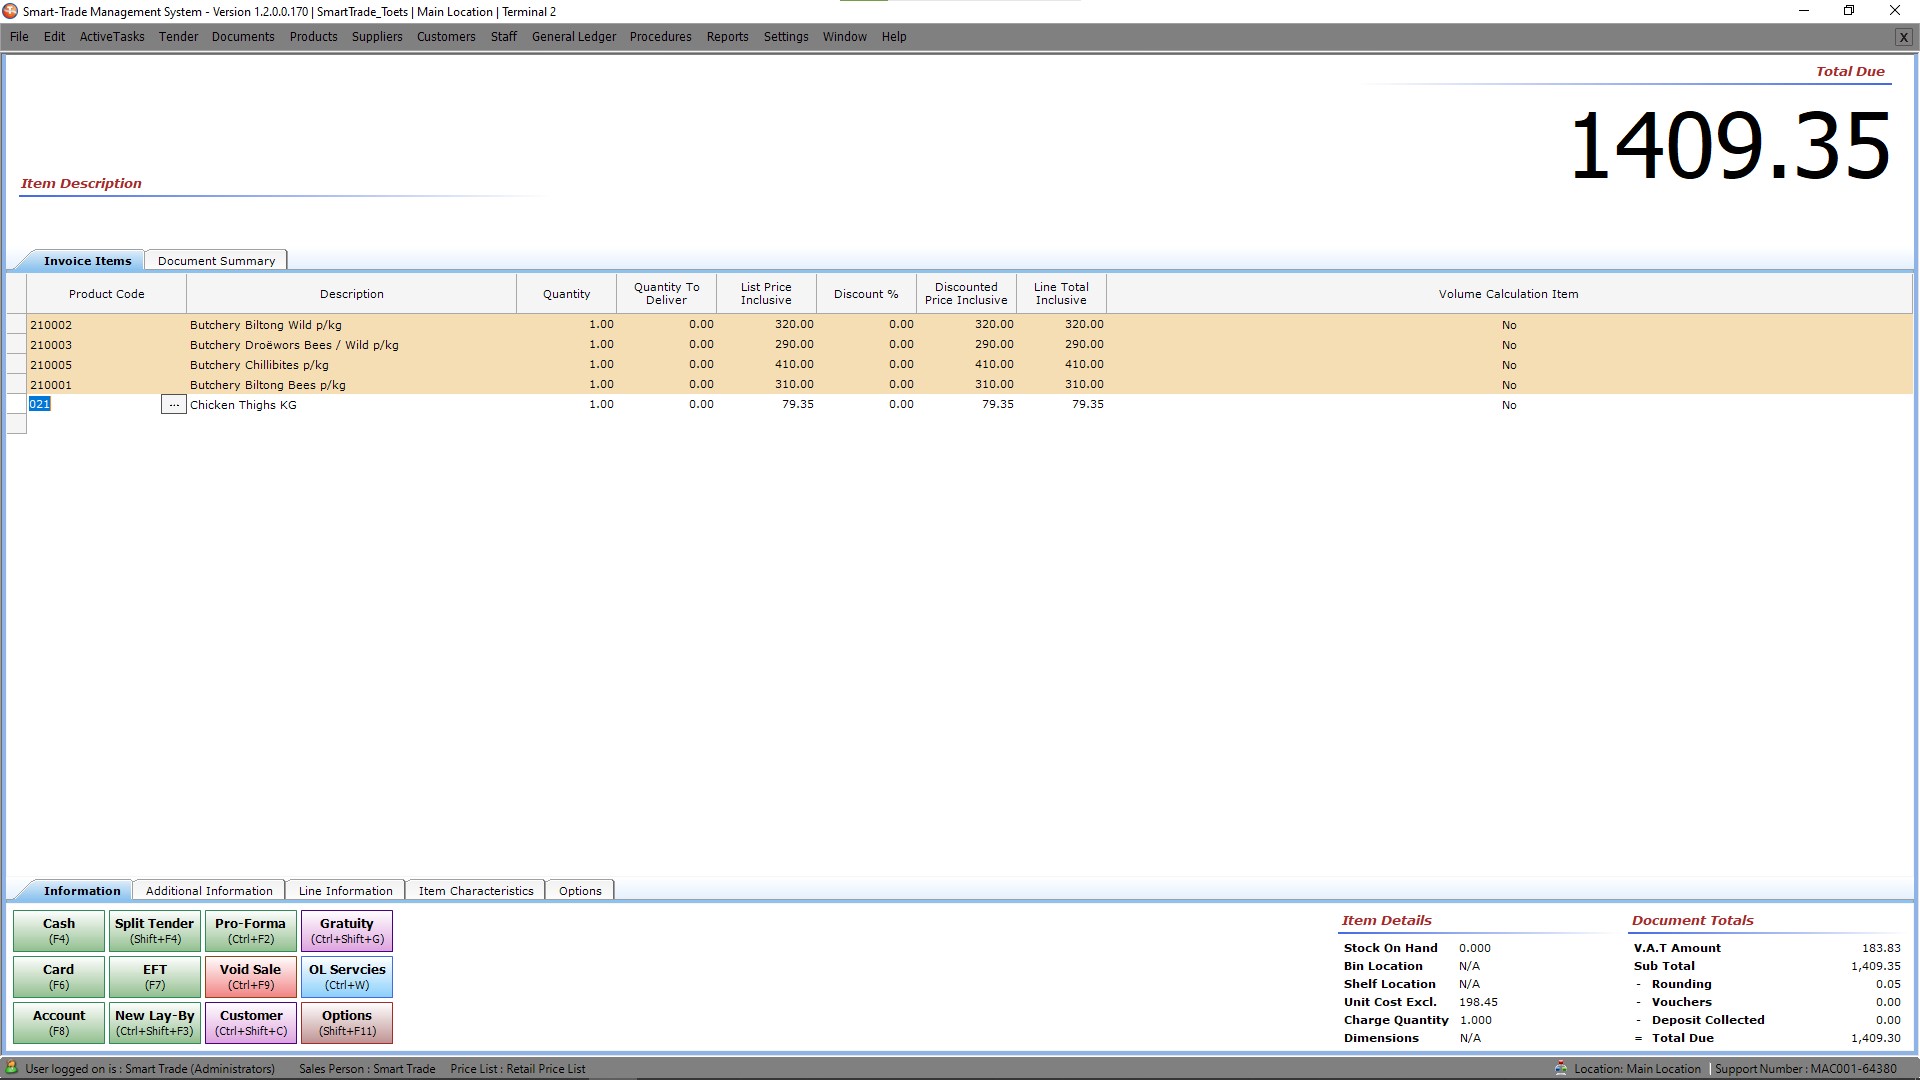 Smart-Trade Management System - Version 1.2.0.0.170 | SmartTrade_Toets | Main Location | Terminal 2
File Edit ActiveTasks Tender Documents Products Suppliers Customers Staff General Ledger Procedures Reports Settings Window Help X
Total Due
1409.35
Item Description
Invoice Items Document Summary
Product Code Description Quantity Quantity To Deliver List Price Inclusive Discount % Discounted Price Inclusive Line Total Inclusive Volume Calculation Item
210002 Butchery Biltong Wild p/kg 1.00 0.00 320.00 0.00 320.00 320.00 No
210003 Butchery Droëwors Bees / Wild p/kg 1.00 0.00 290.00 0.00 290.00 290.00 No
210005 Butchery Chillibites p/kg 1.00 0.00 410.00 0.00 410.00 410.00 No
210001 Butchery Biltong Bees p/kg 1.00 0.00 310.00 0.00 310.00 310.00 No
021 ... Chicken Thighs KG 1.00 0.00 79.35 0.00 79.35 79.35 No
Information Additional Information Line Information Item Characteristics Options
Cash Split Tender Pro-Forma Gratuity
(F4) (Shift+F4) (Ctrl+F2) (Ctrl+Shift+G)
Card EFT Void Sale OL Servcies
(F6) (F7) (Ctrl+F9) (Ctrl+W)
Account New Lay-By Customer Options
(F8) (Ctrl+Shift+F3) (Ctrl+Shift+C) (Shift+F11)
Item Details
Stock On Hand 0.000
Bin Location N/A
Shelf Location N/A
Unit Cost Excl. 198.45
Charge Quantity 1.000
Dimensions N/A
Document Totals
V.A.T Amount 183.83
Sub Total 1,409.35
- Rounding 0.05
- Vouchers 0.00
- Deposit Collected 0.00
= Total Due 1,409.30
User logged on is : Smart Trade (Administrators) Sales Person : Smart Trade Price List : Retail Price List Location: Main Location | Support Number : MAC001-64380